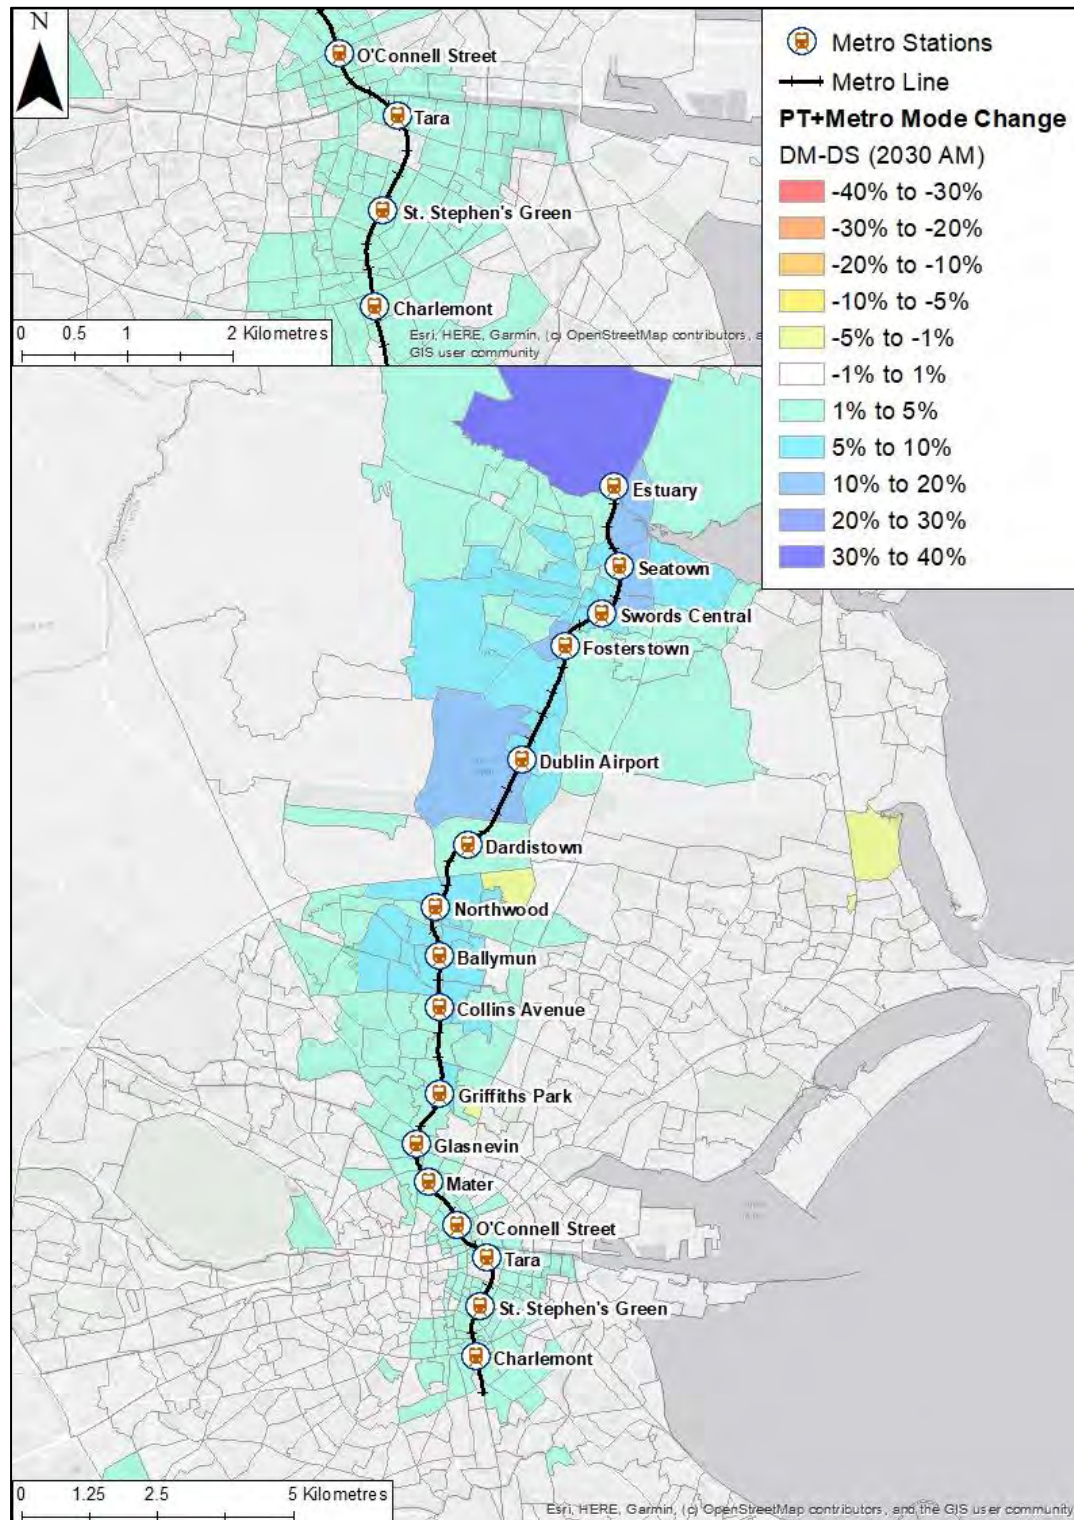 N
O'Connell Street
Tara
St. Stephen's Green
Charlemont
0 0.5 1 2 Kilometres
Esri, HERE, Garmin, (c) OpenStreetMap contributors, a
GIS user community
Metro Stations
Metro Line
PT+Metro Mode Change
DM-DS (2030 AM)
-40% to -30%
-30% to -20%
-20% to -10%
-10% to -5%
-5% to -1%
-1% to 1%
1% to 5%
5% to 10%
10% to 20%
20% to 30%
30% to 40%
Estuary
Seatown
Swords Central
Fosterstown
Dublin Airport
Dardistown
Northwood
Ballymun
Collins Avenue
Griffiths Park
Glasnevin
Mater
O'Connell Street
Tara
St. Stephen's Green
Charlemont
0 1.25 2.5 5 Kilometres
Esri, HERE, Garmin, (c) OpenStreetMap contributors, and the GIS user community